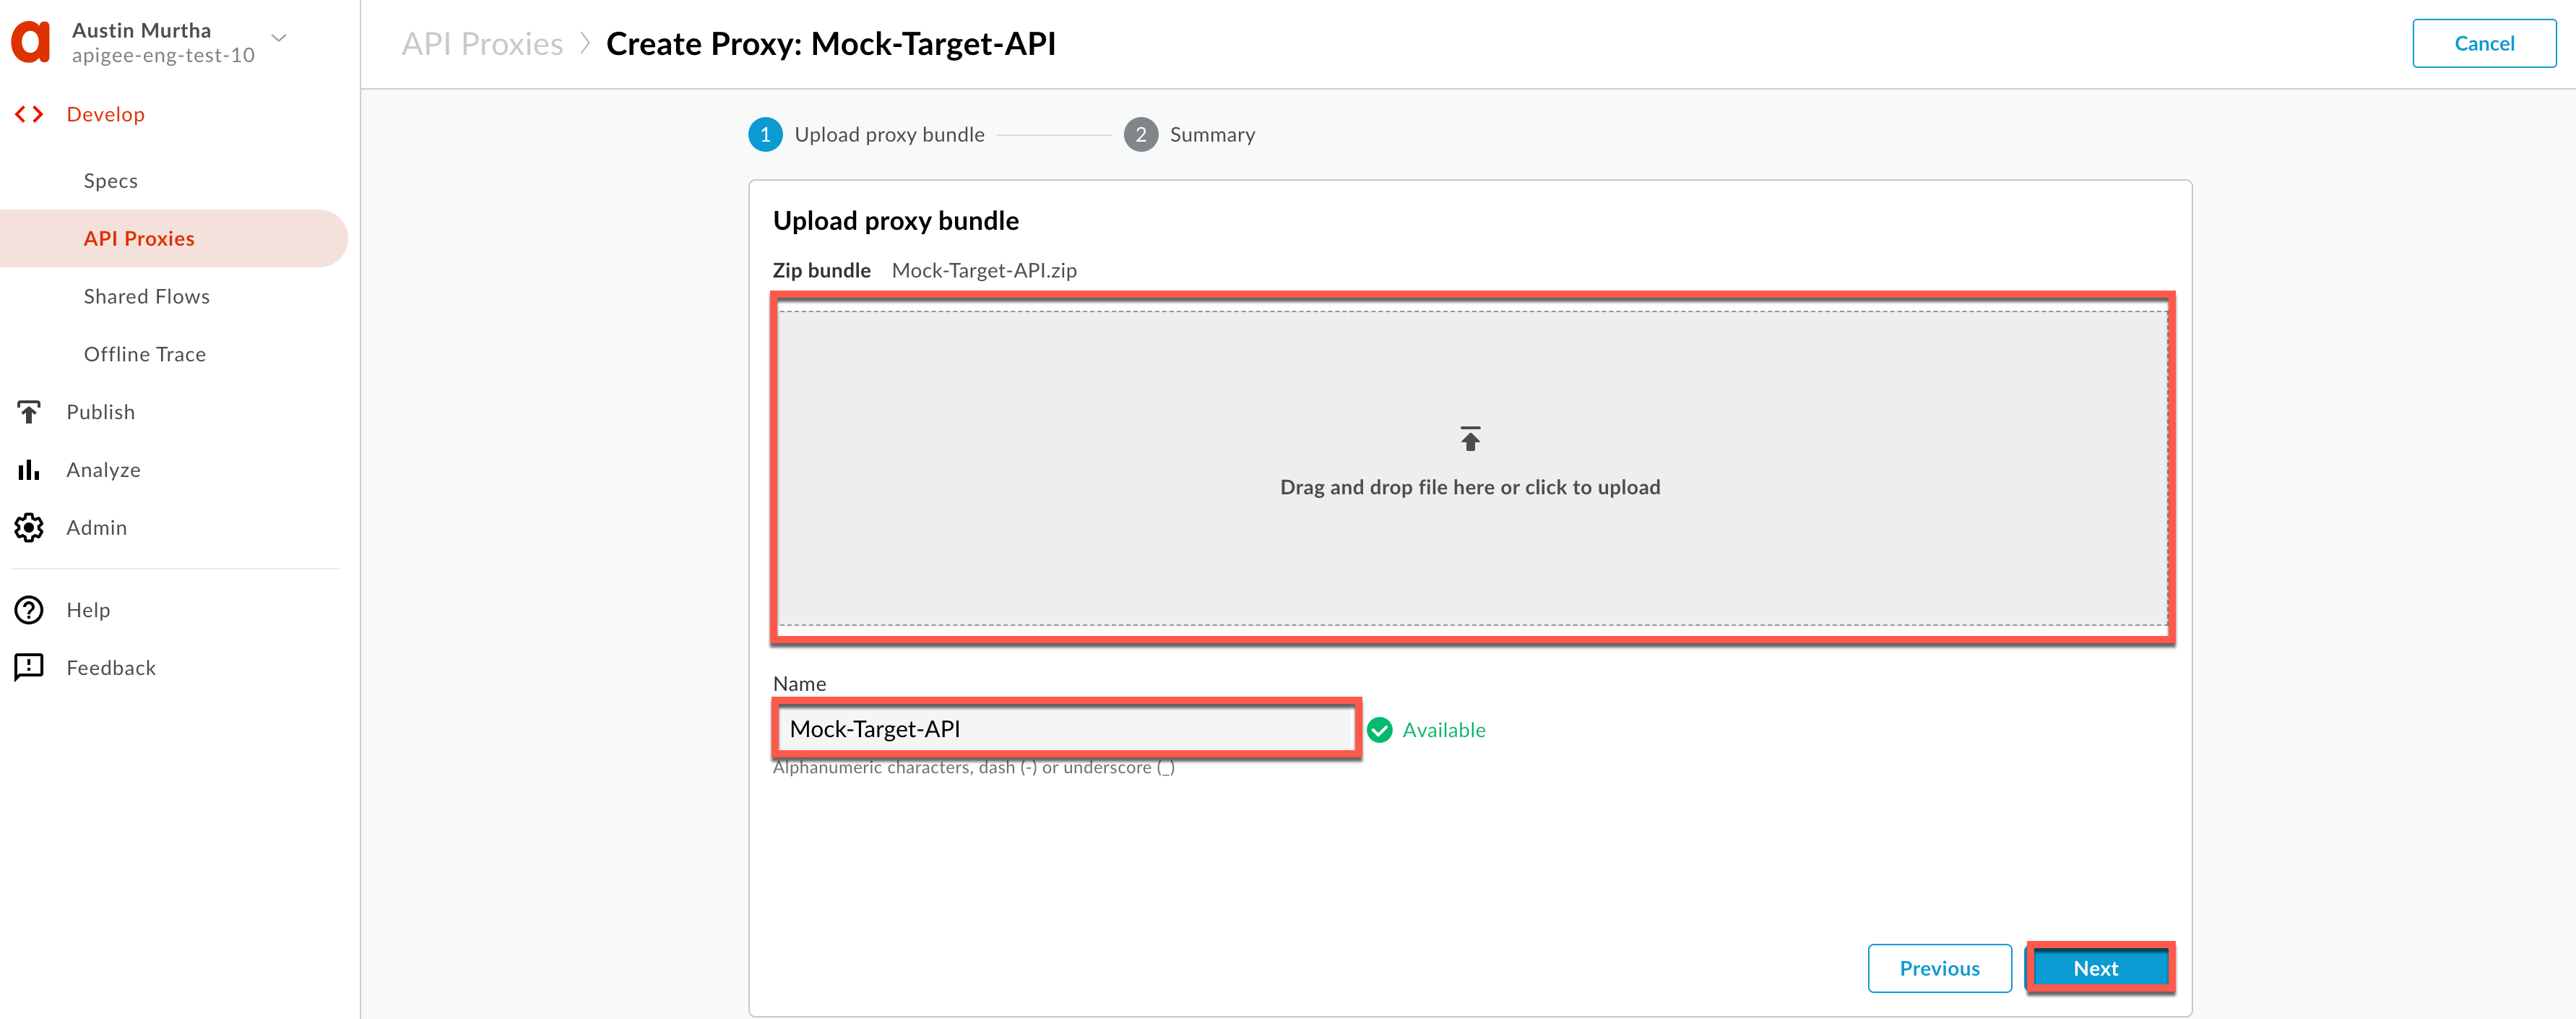 Austin Murtha
apigee-eng-test-10
Develop
Specs
API Proxies
Shared Flows
Offline Trace
Publish
Analyze
Admin
Help
Feedback
API Proxies > Create Proxy: Mock-Target-API
Cancel
1 Upload proxy bundle 2 Summary
Upload proxy bundle
Zip bundle Mock-Target-API.zip
Drag and drop file here or click to upload
Name
Mock-Target-API Available
Alphanumeric characters, dash (-) or underscore (_)
Previous Next